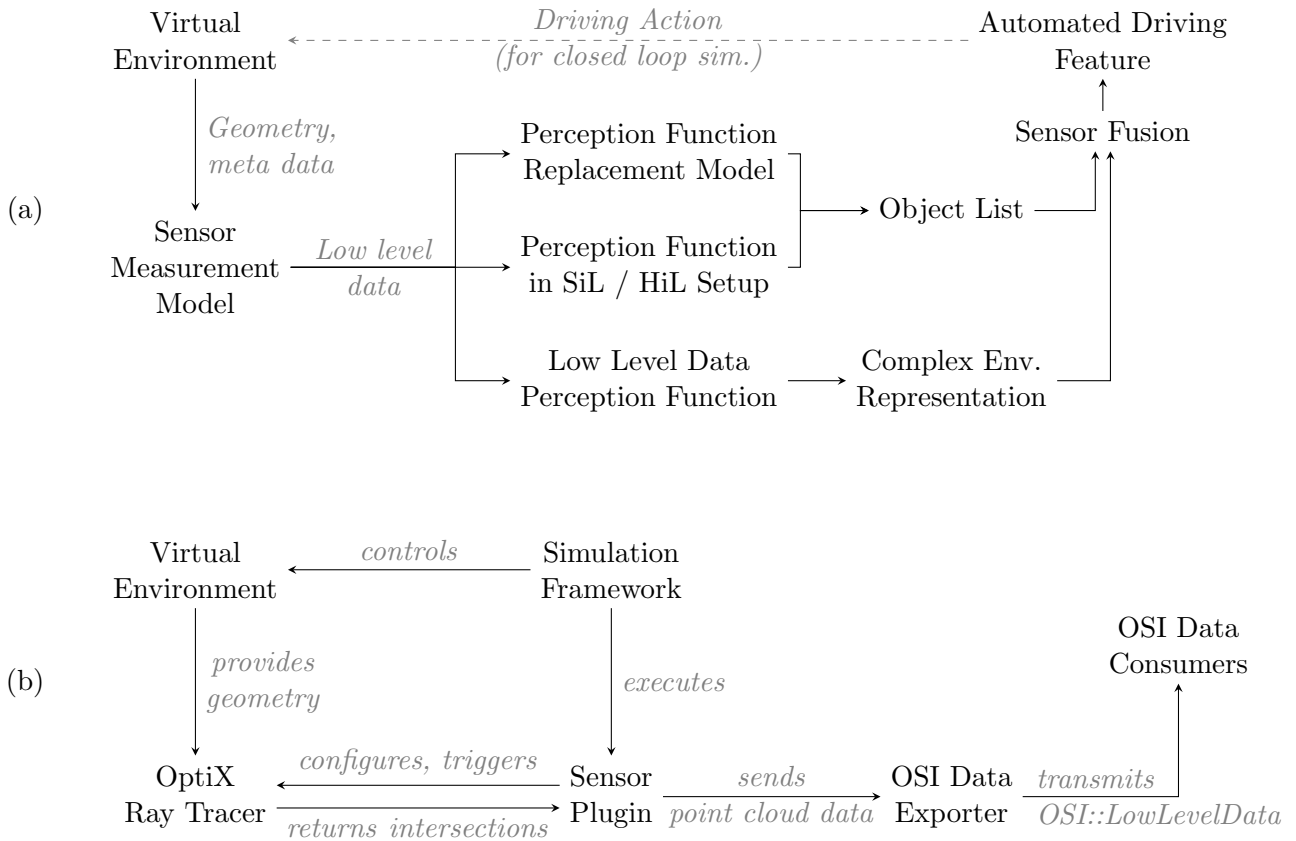 Virtual
Environment
Driving Action
(for closed loop sim.)
Automated Driving
Feature
Geometry,
meta data
Perception Function
Replacement Model
Sensor Fusion
(a)
Object List
Sensor
Measurement
Model
Low level
data
Perception Function
in SiL / HiL Setup
Low Level Data
Perception Function
Complex Env.
Representation
Virtual
Environment
controls
Simulation
Framework
OSI Data
Consumers
(b)
provides
geometry
executes
OptiX
Ray Tracer
configures, triggers
returns intersections
Sensor
Plugin
sends
point cloud data
OSI Data
Exporter
transmits
OSI::LowLevelData